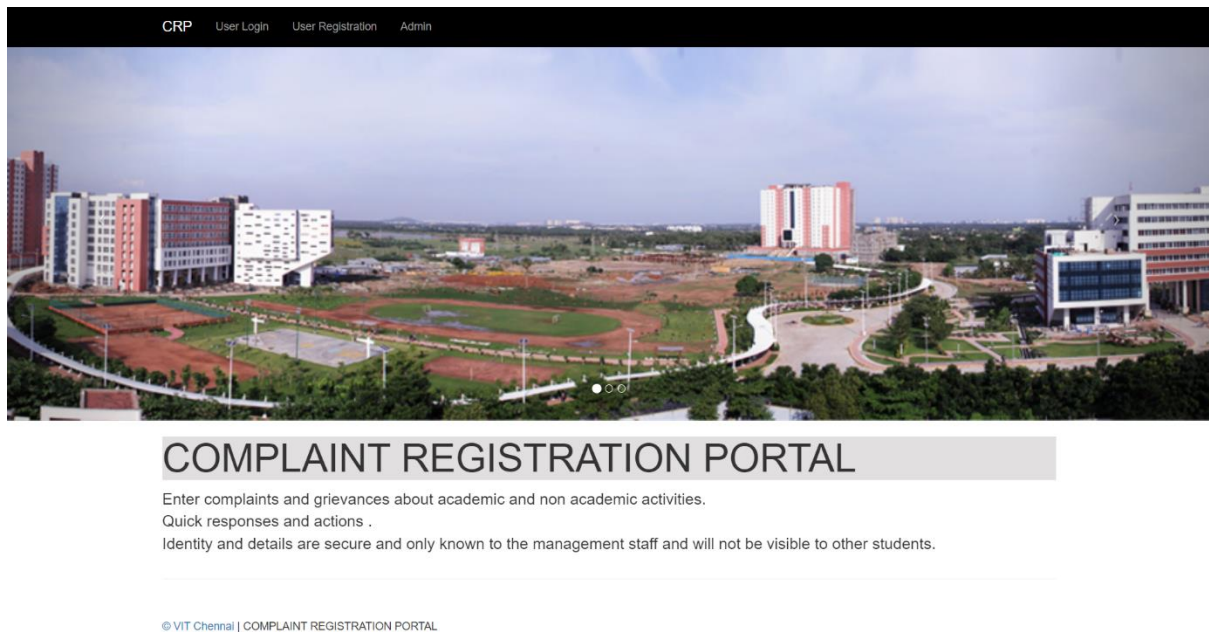 CRP User Login User Registration Admin
COMPLAINT REGISTRATION PORTAL
Enter complaints and grievances about academic and non academic activities.
Quick responses and actions .
Identity and details are secure and only known to the management staff and will not be visible to other students.
© VIT Chennai | COMPLAINT REGISTRATION PORTAL